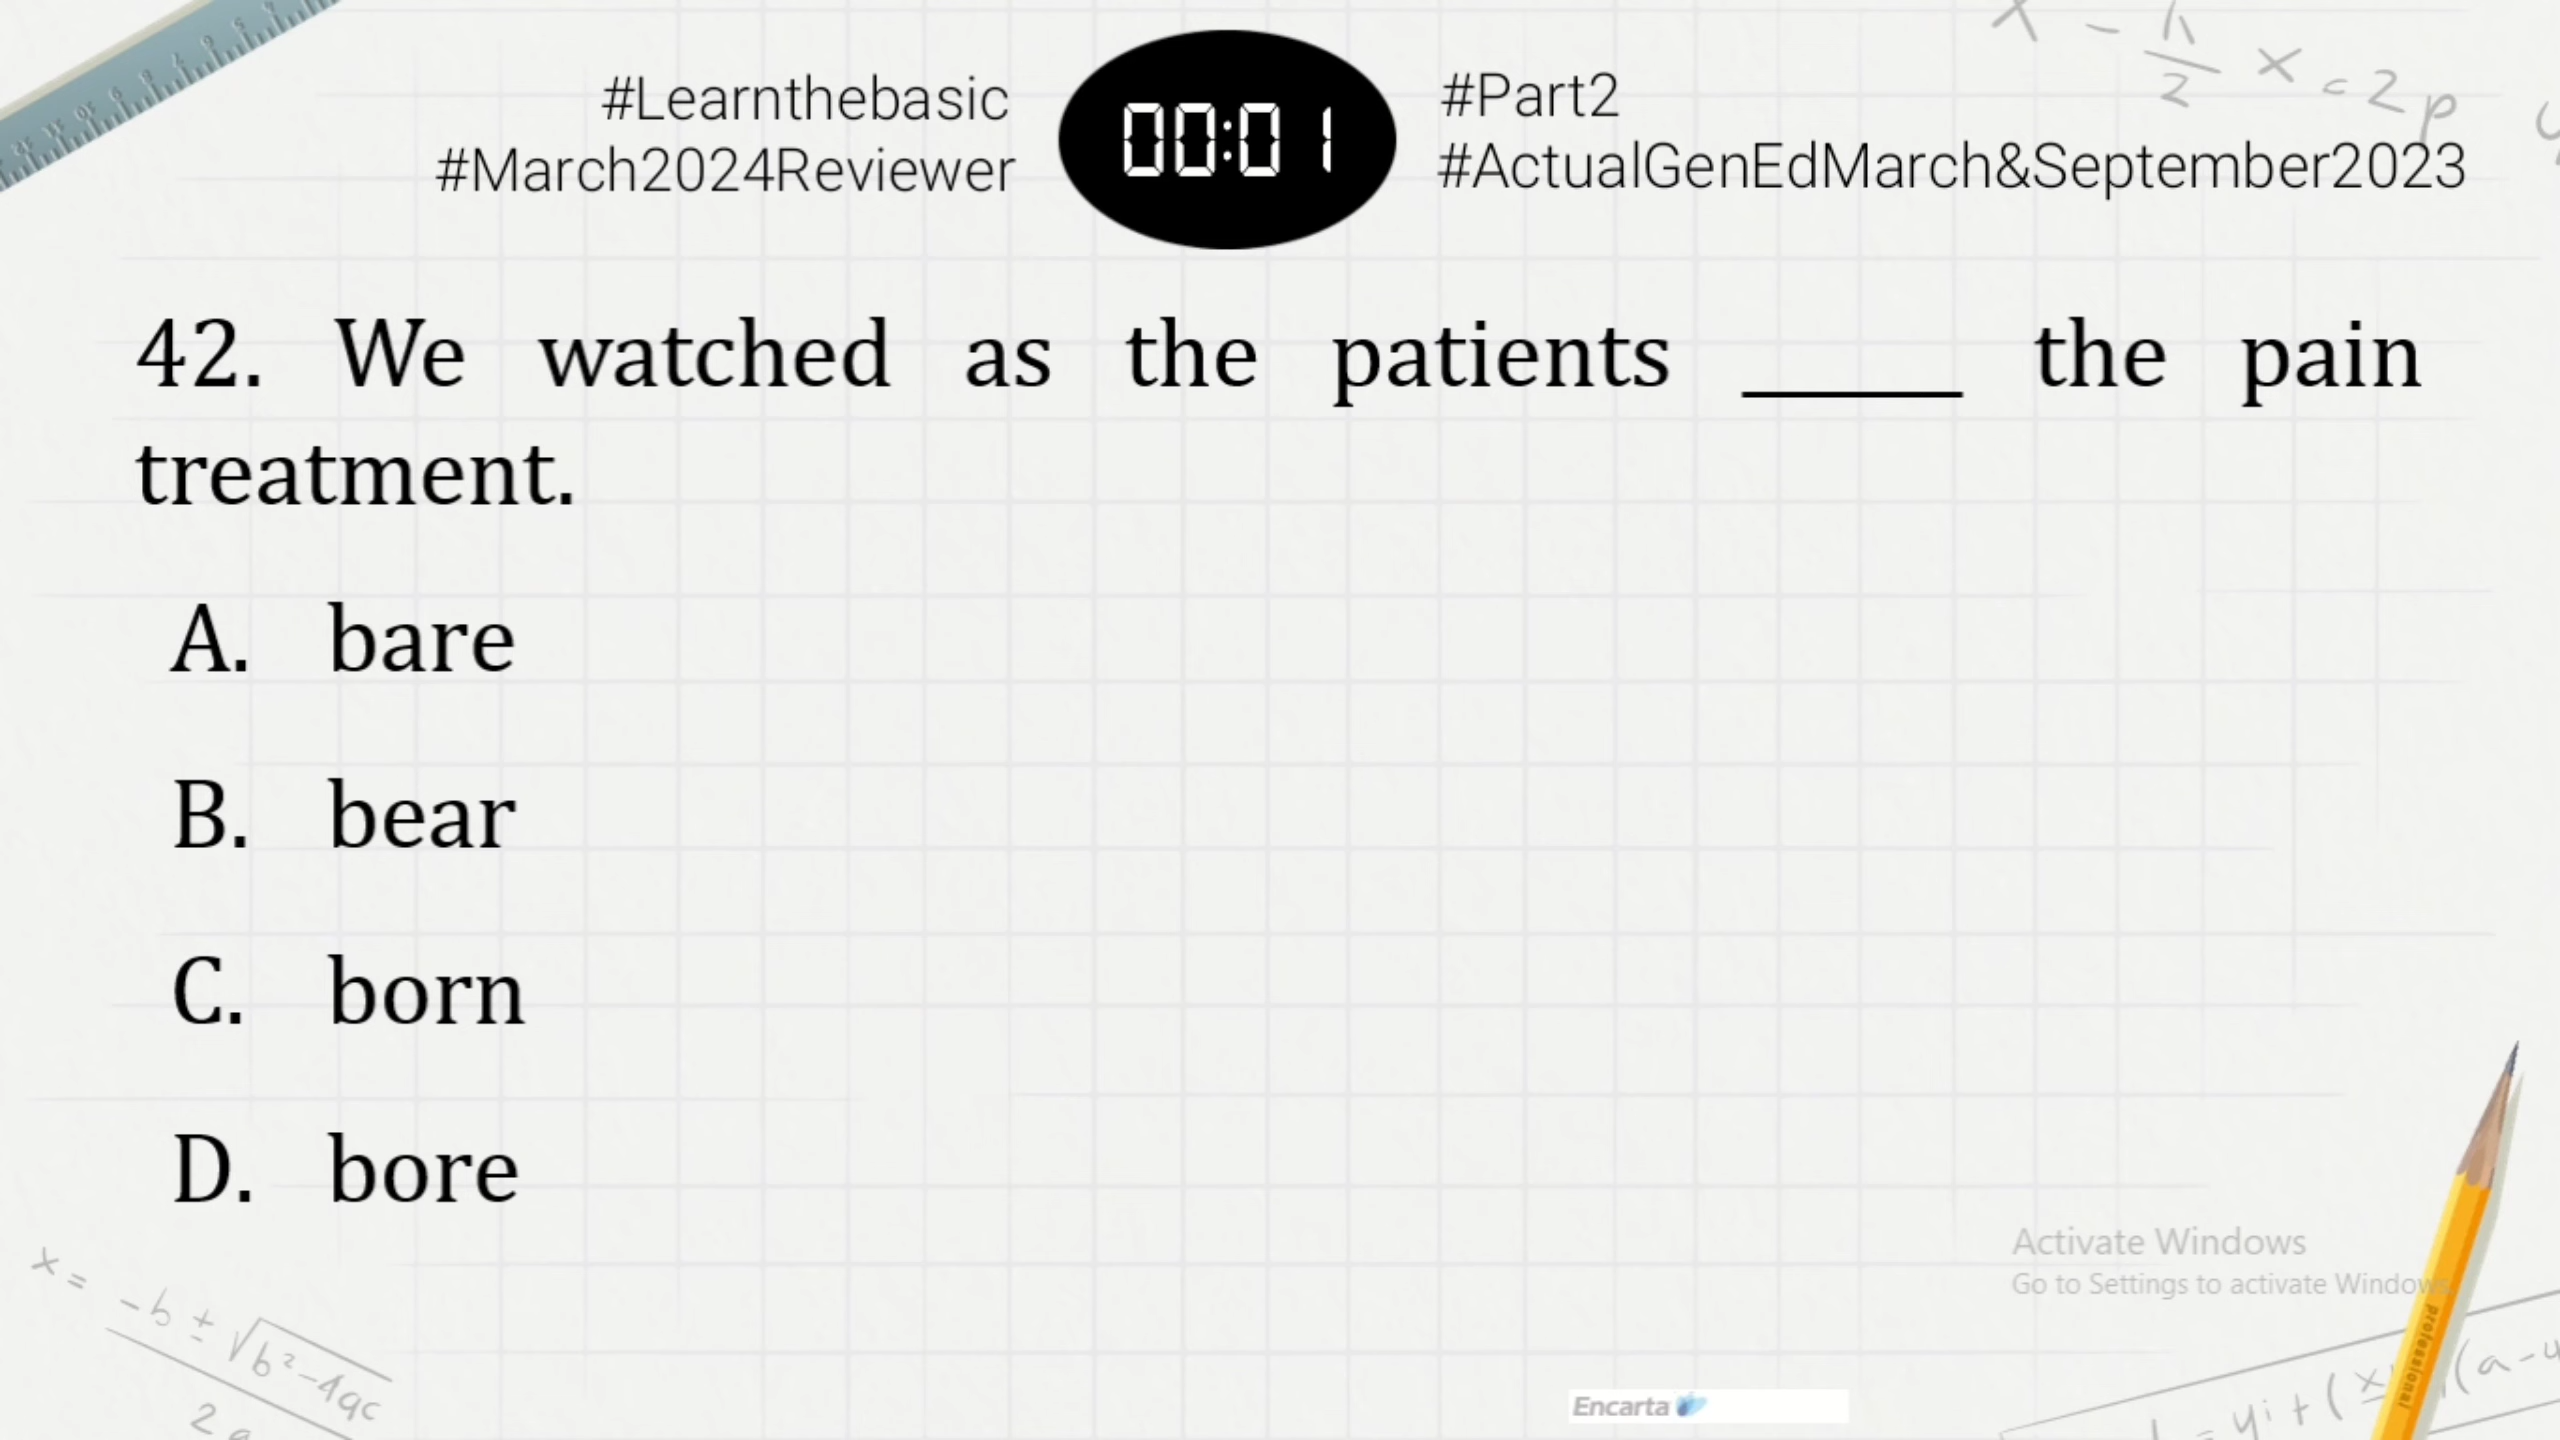 #Learnthebasic
#March2024Reviewer
00:01
#Part2
#ActualGenEdMarch&September2023
42. We watched as the patients _____ the pain
treatment.
A. bare
B. bear
C. born
D. bore
Activate Windows
Go to Settings to activate Windows.
professional
Encarta